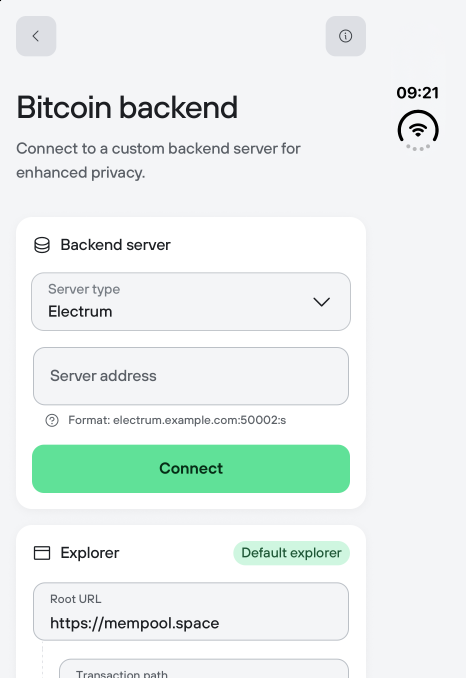 09:21
Bitcoin backend
Connect to a custom backend server for
enhanced privacy.
Backend server
Server type
Electrum
Server address
Format: electrum.example.com:50002:s
Connect
Explorer
Default explorer
Root URL
https://mempool.space
Transaction path